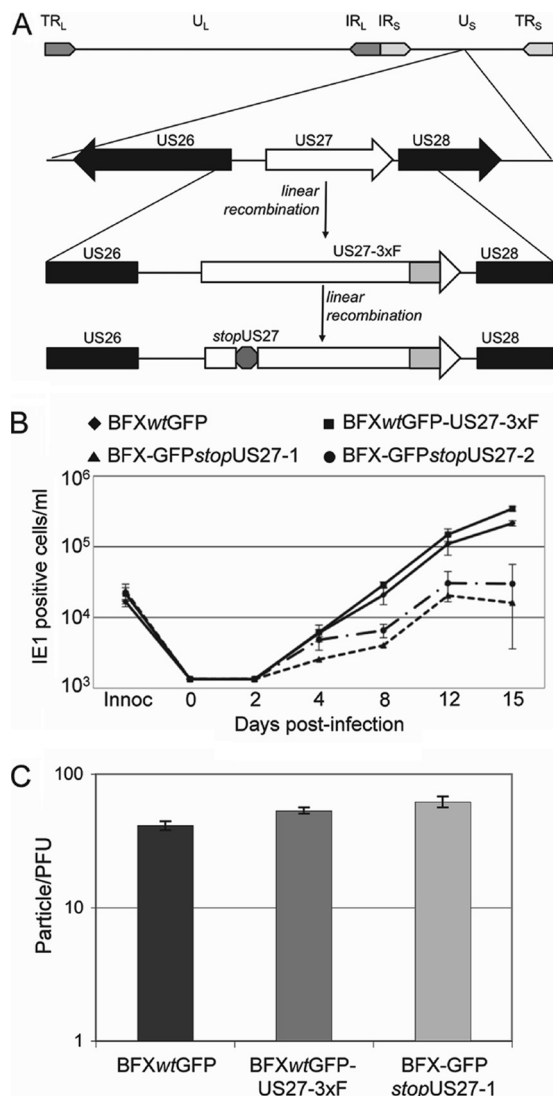 A
TRL UL IRL IRS US TRS
US26 US27 US28
linear
recombination
US27-3xF
US26 US28
linear
recombination
stopUS27
US26 US28
B
BFXwtGFP BFXwtGFP-US27-3xF
BFX-GFPstopUS27-1 BFX-GFPstopUS27-2
IE1 positive cells/ml
10⁶
10⁵
10⁴
10³
Innoc 0 2 4 8 12 15
Days post-infection
C
Particle/PFU
100
10
1
BFXwtGFP BFXwtGFP- BFX-GFP
US27-3xF stopUS27-1